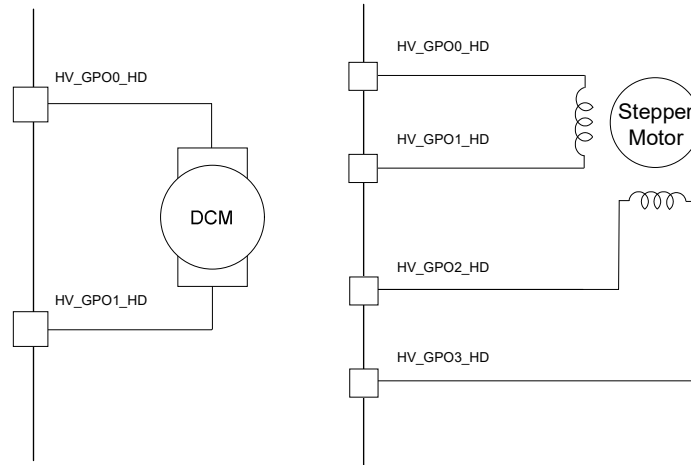 HV_GPO0_HD
DCM
HV_GPO1_HD
HV_GPO0_HD
Stepper
Motor
HV_GPO1_HD
HV_GPO2_HD
HV_GPO3_HD